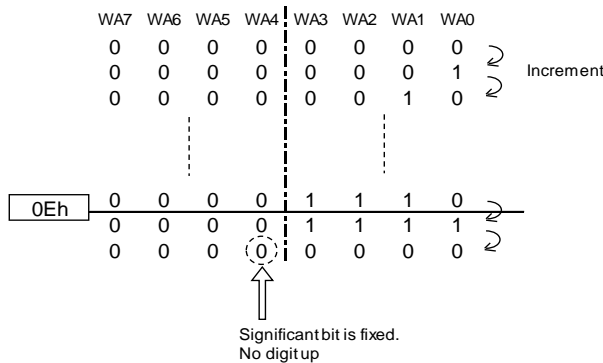 WA7 WA6 WA5 WA4 WA3 WA2 WA1 WA0
0 0 0 0 0 0 0 0
0 0 0 0 0 0 0 1 Increment
0 0 0 0 0 0 1 0
0Eh 0 0 0 0 1 1 1 0
0 0 0 0 1 1 1 1
0 0 0 0 0 0 0 0
Significant bit is fixed.
No digit up